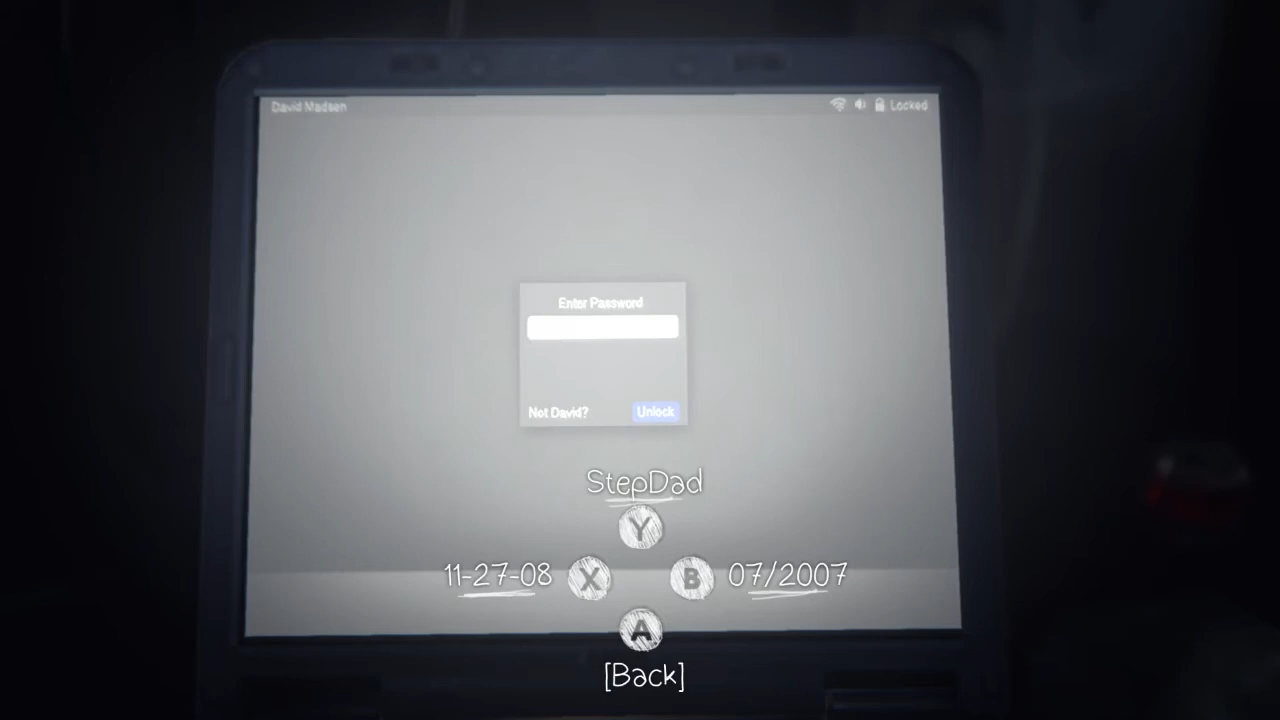 David Madsen
Locked
Enter Password
Not David? Unlock
StepDad
Y
11-27-08 X B 07/2007
A
[Back]